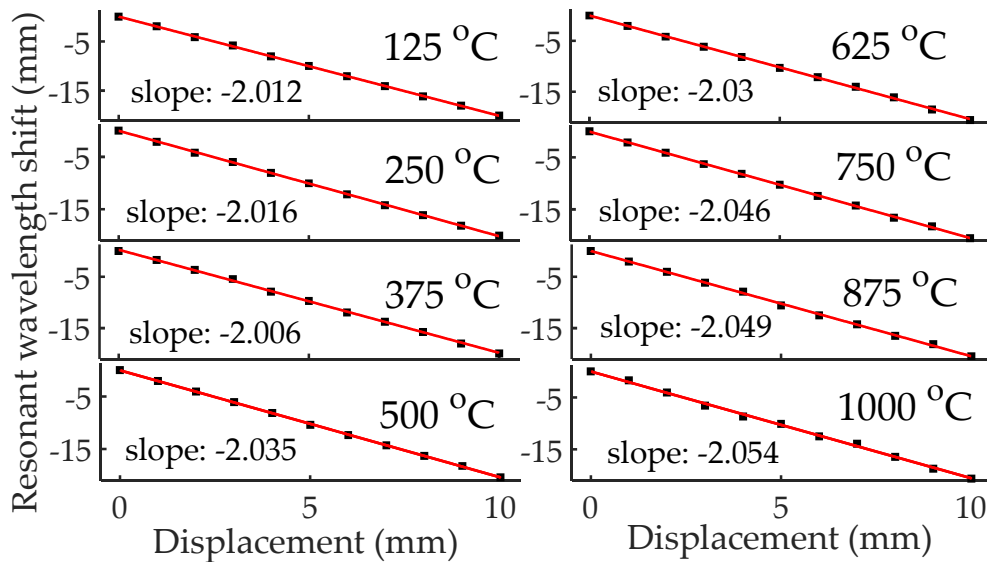 Resonant wavelength shift (mm)
-5
-15
125 °C
slope: -2.012
-5
-15
625 °C
slope: -2.03
-5
-15
250 °C
slope: -2.016
-5
-15
750 °C
slope: -2.046
-5
-15
375 °C
slope: -2.006
-5
-15
875 °C
slope: -2.049
-5
-15
500 °C
slope: -2.035
-5
-15
1000 °C
slope: -2.054
0 5 10
0 5 10
Displacement (mm)
Displacement (mm)